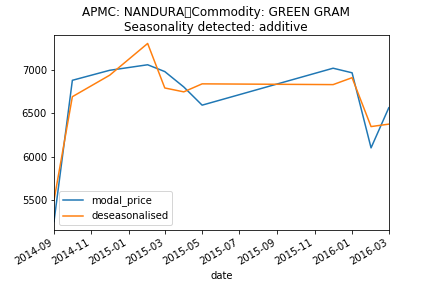 APMC: NANDURA▯Commodity: GREEN GRAM
Seasonality detected: additive
7000
6500
6000
5500
modal_price
deseasonalised
2014-09
2014-11
2015-01
2015-03
2015-05
2015-07
2015-09
2015-11
2016-01
2016-03
date